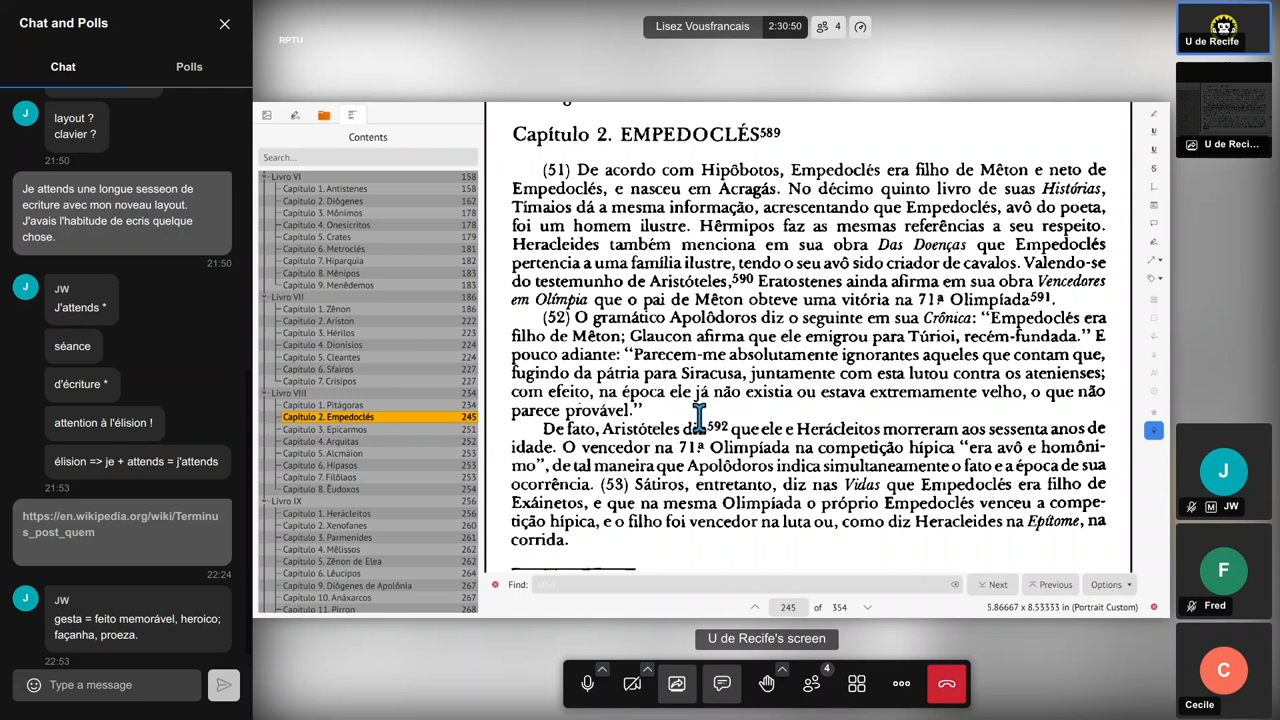 Chat and Polls
Chat
Polls
layout ?
clavier ?
21:50
Je attends une longue sesseon de
ecriture avec mon noveau layout.
J'avais l'habitude de ecris quelque
chose.
21:50
JW
J'attends *
séance
d'écriture *
attention à l'élision !
élision => je + attends = j'attends
21:53
https://en.wikipedia.org/wiki/Terminu
s_post_quem
22:24
JW
gesta = feito memorável, heroico;
façanha, proeza.
22:53
Type a message
RPTU
Lisez Vousfrancais
2:30:50
4
Contents
Search...
Livro VI 158
Capítulo 1. Antistenes 158
Capítulo 2. Diôgenes 162
Capítulo 3. Mônimos 173
Capítulo 4. Onesícritos 178
Capítulo 5. Crates 179
Capítulo 6. Metroclés 181
Capítulo 7. Hiparquia 182
Capítulo 8. Mênipos 183
Capítulo 9. Menêdemos 183
Livro VII 186
Capítulo 1. Zênon 186
Capítulo 2. Ariston 222
Capítulo 3. Hérilos 223
Capítulo 4. Dionísios 224
Capítulo 5. Cleantes 224
Capítulo 6. Sfairos 227
Capítulo 7. Crísipos 227
Livro VIII 234
Capítulo 1. Pitágoras 234
Capítulo 2. Empedoclés 245
Capítulo 3. Epicarmos 253
Capítulo 4. Arquitas 253
Capítulo 5. Alcmáion 254
Capítulo 6. Hípasos 254
Capítulo 7. Filôlaos 254
Capítulo 8. Êudoxos 254
Livro IX 256
Capítulo 1. Herácleitos 256
Capítulo 2. Xenofanes 260
Capítulo 3. Parmenides 261
Capítulo 4. Mêlissos 262
Capítulo 5. Zênon de Elea 262
Capítulo 6. Lêucipos 264
Capítulo 9. Diôgenes de Apolônia 267
Capítulo 10. Anáxarcos 267
Capítulo 11. Pírron 268
Capítulo 2. EMPEDOCLÉS589
(51) De acordo com Hipôbotos, Empedoclés era filho de Mêton e neto de
Empedoclés, e nasceu em Acragás. No décimo quinto livro de suas Histórias,
Tímaios dá a mesma informação, acrescentando que Empedoclés, avô do poeta,
foi um homem ilustre. Hêrmipos faz as mesmas referências a seu respeito.
Heracleides também menciona em sua obra Das Doenças que Empedoclés
pertencia a uma família ilustre, tendo o seu avô sido criador de cavalos. Valendo-se
do testemunho de Aristóteles,590 Eratostenes ainda afirma em sua obra Vencedores
em Olímpia que o pai de Mêton obteve uma vitória na 71ª Olimpíada591.
(52) O gramático Apolôdoros diz o seguinte em sua Crônica: “Empedoclés era
filho de Mêton; Glaucon afirma que ele emigrou para Túrioi, recém-fundada.” E
pouco adiante: “Parecem-me absolutamente ignorantes aqueles que contam que,
fugindo da pátria para Siracusa, juntamente com esta lutou contra os atenienses;
com efeito, na época ele já não existia ou estava extremamente velho, o que não
parece provável.”
De fato, Aristóteles 592 que ele e Herácleitos morreram aos sessenta anos de
idade. O vencedor na 71ª Olimpíada na competição hípica “era avô e homôni-
mo”, de tal maneira que Apolôdoros indica simultaneamente o fato e a época de sua
ocorrência. (53) Sátiros, entretanto, diz nas Vidas que Empedoclés era filho de
Exáinetos, e que na mesma Olimpíada o próprio Empedoclés venceu a compe-
tição hípica, e o filho foi vencedor na luta ou, como diz Heracleides na Epítome, na
corrida.
Find:
Next
Previous
Options
245 of 354
5.86667 x 8.53333 in (Portrait Custom)
U de Recife's screen
4
U de Recife
U de Reci...
J
M
JW
F
Fred
C
Cecile